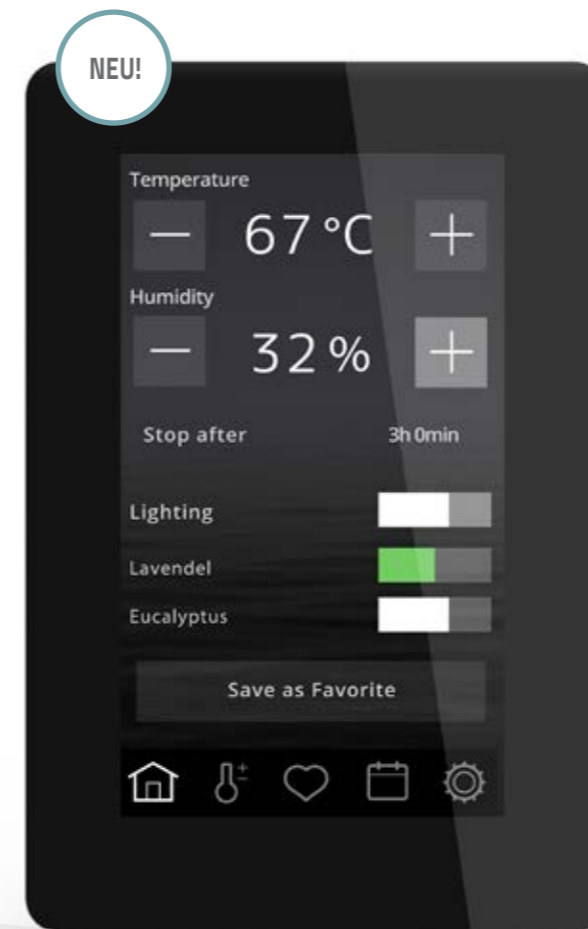 NEU!
Temperature
67 °C
Humidity
32 %
Stop after 3h 0min
Lighting
Lavendel
Eucalyptus
Save as Favorite